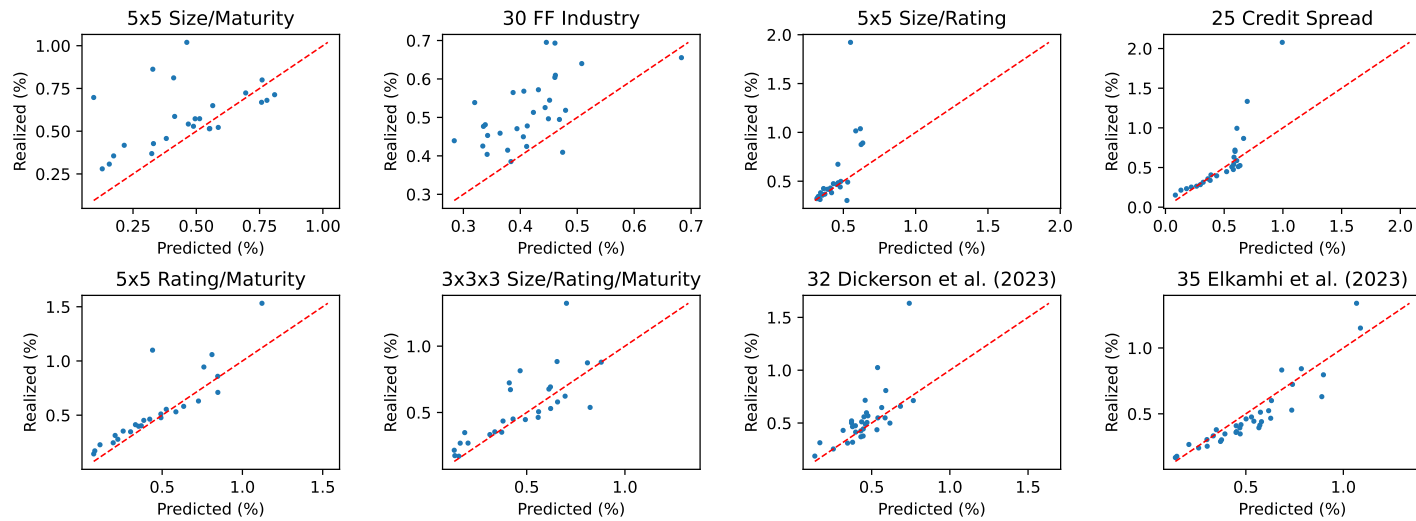 5x5 Size/Maturity
Realized (%)
1.00
0.75
0.50
0.25
0.25
0.50
0.75
1.00
Predicted (%)
30 FF Industry
Realized (%)
0.7
0.6
0.5
0.4
0.3
0.3
0.4
0.5
0.6
0.7
Predicted (%)
5x5 Size/Rating
Realized (%)
2.0
1.5
1.0
0.5
0.5
1.0
1.5
2.0
Predicted (%)
25 Credit Spread
Realized (%)
2.0
1.5
1.0
0.5
0.0
0.0
0.5
1.0
1.5
2.0
Predicted (%)
5x5 Rating/Maturity
Realized (%)
1.5
1.0
0.5
0.5
1.0
1.5
Predicted (%)
3x3x3 Size/Rating/Maturity
Realized (%)
1.0
0.5
0.5
1.0
Predicted (%)
32 Dickerson et al. (2023)
Realized (%)
1.5
1.0
0.5
0.5
1.0
1.5
Predicted (%)
35 Elkamhi et al. (2023)
Realized (%)
1.0
0.5
0.5
1.0
Predicted (%)